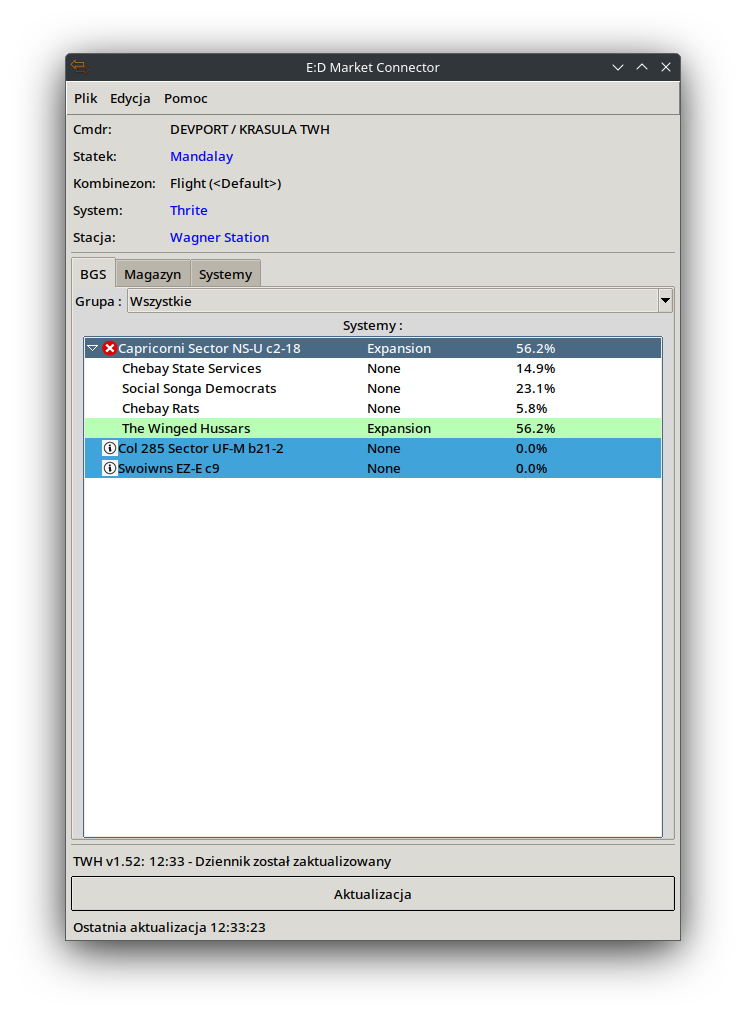 E:D Market Connector
Plik Edycja Pomoc
Cmdr: DEVPORT / KRASULA TWH
Statek: Mandalay
Kombinezon: Flight (<Default>)
System: Thrite
Stacja: Wagner Station
BGS Magazyn Systemy
Grupa : Wszystkie
Systemy :
Capricorni Sector NS-U c2-18 Expansion 56.2%
Chebay State Services None 14.9%
Social Songa Democrats None 23.1%
Chebay Rats None 5.8%
The Winged Hussars Expansion 56.2%
Col 285 Sector UF-M b21-2 None 0.0%
Swoiwns EZ-E c9 None 0.0%
TWH v1.52: 12:33 - Dziennik został zaktualizowany
Aktualizacja
Ostatnia aktualizacja 12:33:23